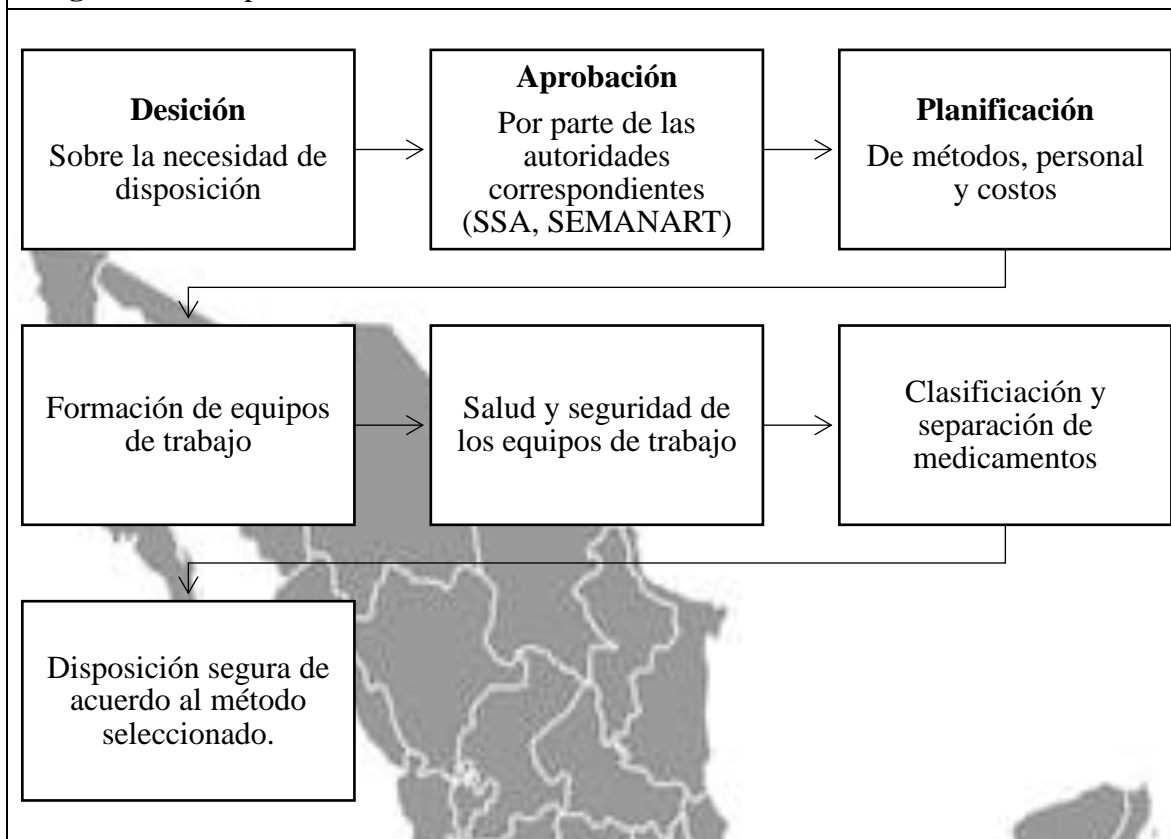 Desición
Sobre la necesidad de
disposición
Aprobación
Por parte de las
autoridades
correspondientes
(SSA, SEMANART)
Planificación
De métodos, personal
y costos
Formación de equipos
de trabajo
Salud y seguridad de
los equipos de trabajo
Clasificiación y
separación de
medicamentos
Disposición segura de
acuerdo al método
seleccionado.